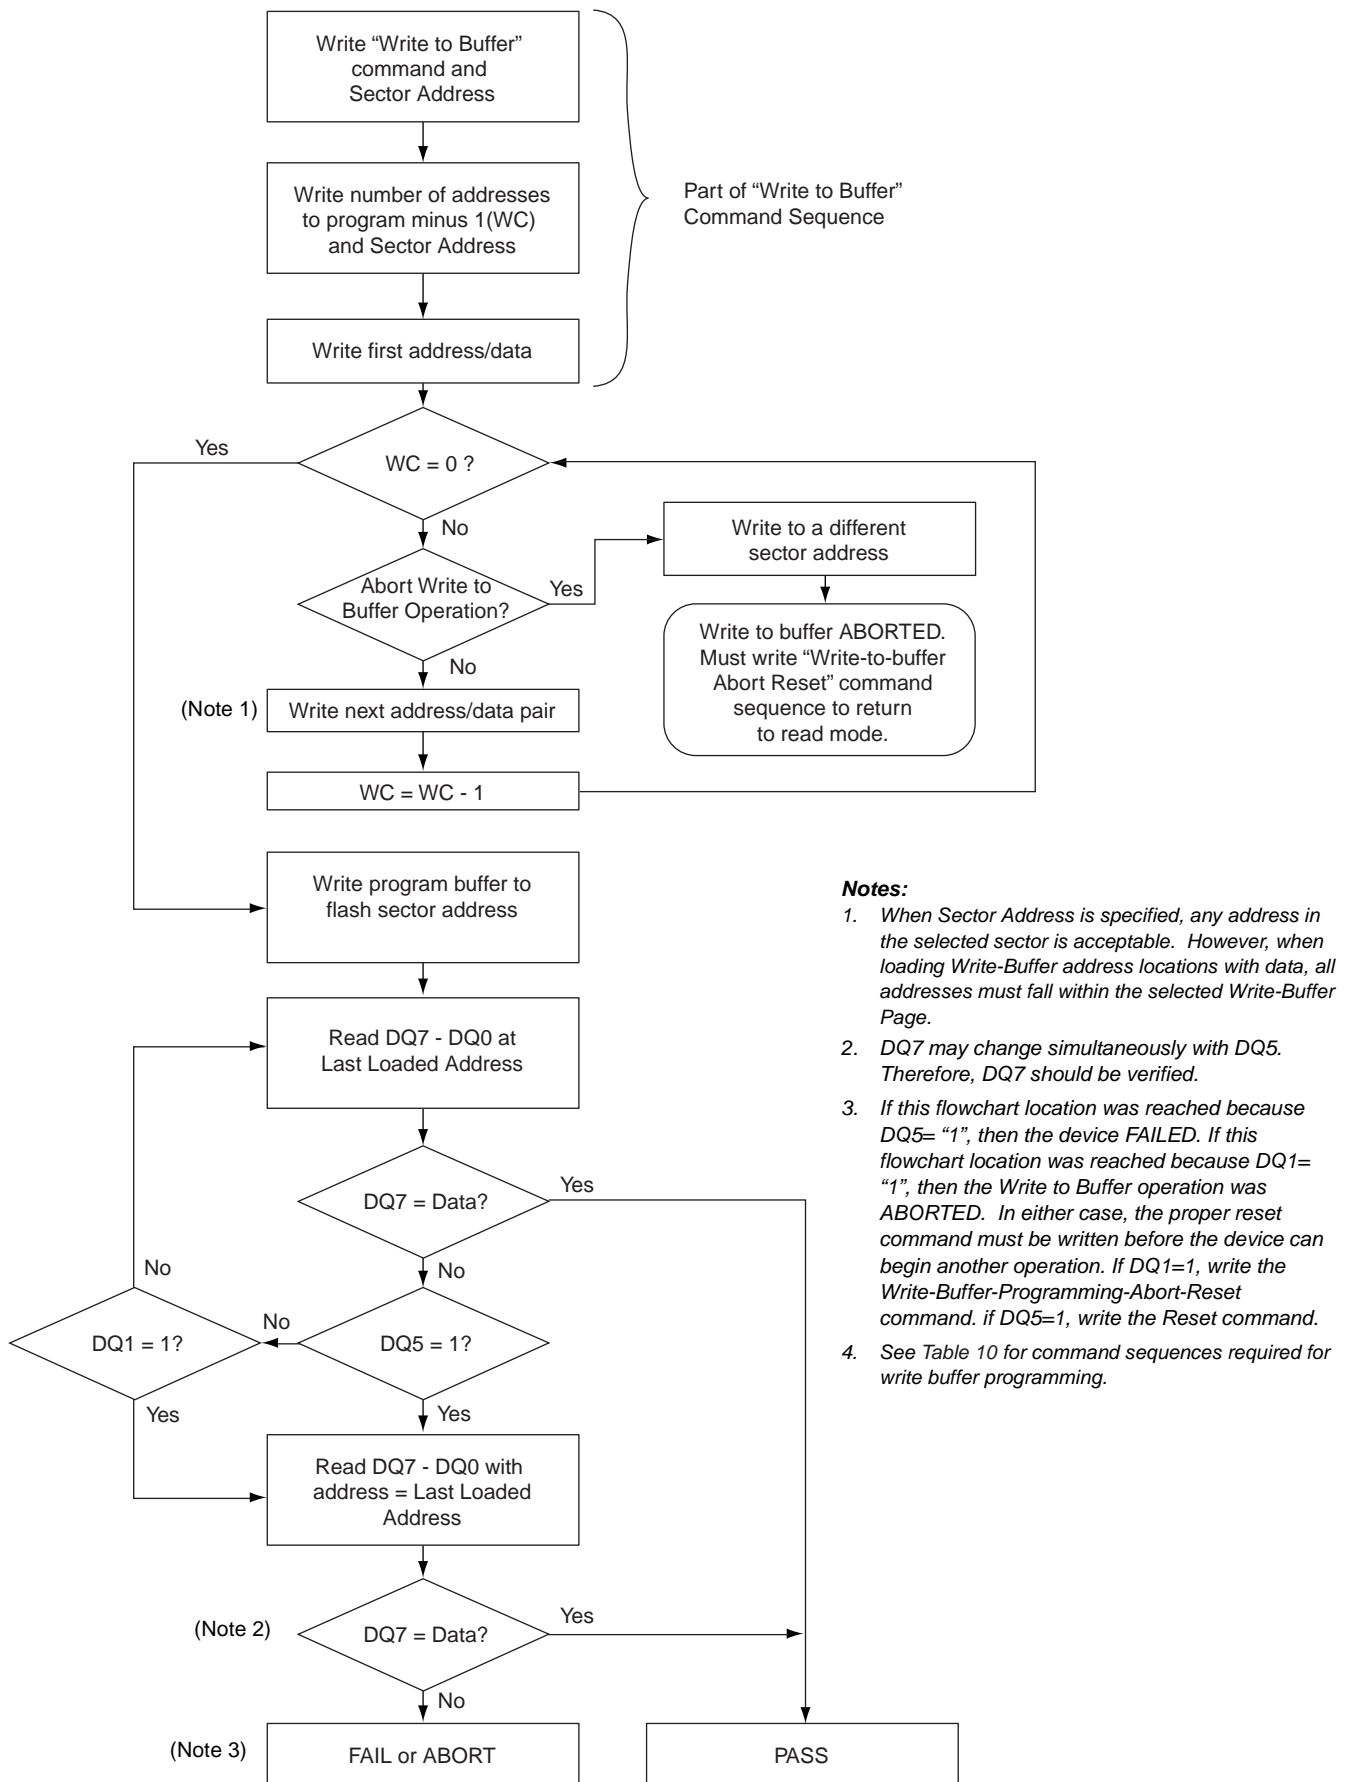 Write “Write to Buffer”
command and
Sector Address
Write number of addresses
to program minus 1(WC)
and Sector Address
Part of “Write to Buffer”
Command Sequence
Write first address/data
Yes
WC = 0 ?
No
Write to a different
sector address
Abort Write to
Buffer Operation?
Yes
Write to buffer ABORTED.
Must write “Write-to-buffer
Abort Reset” command
sequence to return
to read mode.
No
(Note 1)
Write next address/data pair
WC = WC - 1
Write program buffer to
flash sector address
Notes:
1. When Sector Address is specified, any address in
the selected sector is acceptable. However, when
loading Write-Buffer address locations with data, all
addresses must fall within the selected Write-Buffer
Page.
2. DQ7 may change simultaneously with DQ5.
Therefore, DQ7 should be verified.
3. If this flowchart location was reached because
DQ5= “1”, then the device FAILED. If this
flowchart location was reached because DQ1=
“1”, then the Write to Buffer operation was
ABORTED. In either case, the proper reset
command must be written before the device can
begin another operation. If DQ1=1, write the
Write-Buffer-Programming-Abort-Reset
command. if DQ5=1, write the Reset command.
4. See Table 10 for command sequences required for
write buffer programming.
Read DQ7 - DQ0 at
Last Loaded Address
DQ7 = Data?
Yes
No
No
DQ1 = 1?
No
DQ5 = 1?
Yes
Yes
Read DQ7 - DQ0 with
address = Last Loaded
Address
(Note 2)
DQ7 = Data?
Yes
No
(Note 3)
FAIL or ABORT
PASS